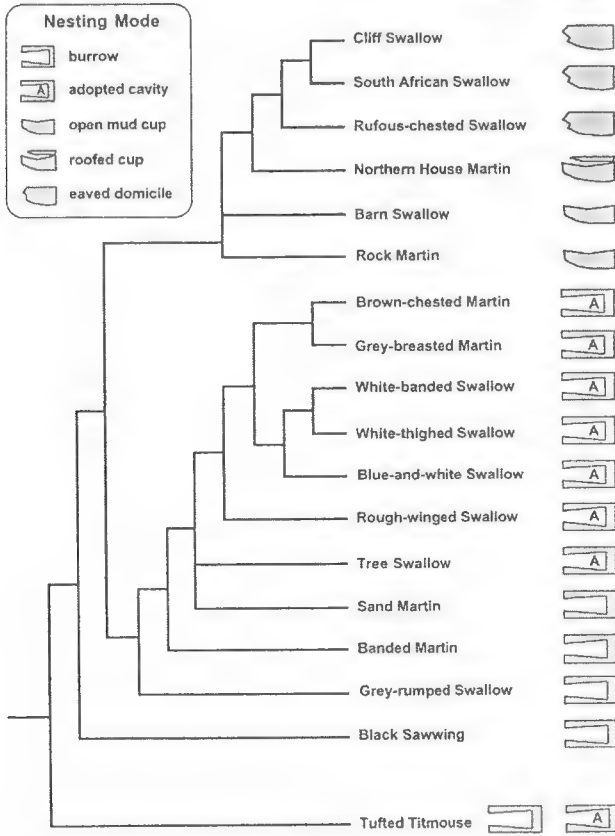 Nesting Mode
burrow
A adopted cavity
open mud cup
roofed cup
eaved domicile
Cliff Swallow
South African Swallow
Rufous-chested Swallow
Northern House Martin
Barn Swallow
Rock Martin
Brown-chested Martin A
Grey-breasted Martin A
White-banded Swallow A
White-thighed Swallow A
Blue-and-white Swallow A
Rough-winged Swallow A
Tree Swallow A
Sand Martin
Banded Martin
Grey-rumped Swallow
Black Sawwing
Tufted Titmouse A